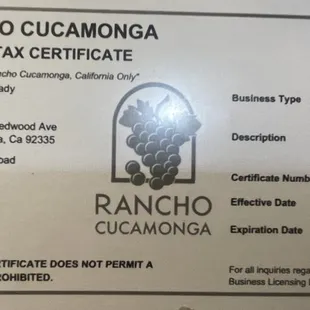 O CUCAMONGA
TAX CERTIFICATE
ncho Cucamonga, California Only"
ady
edwood Ave
a, Ca 92335
oad
Business Type
Description
Certificate Numb
Effective Date
Expiration Date
RANCHO
CUCAMONGA
RTIFICATE DOES NOT PERMIT A
ROHIBITED.
For all inquiries rega
Business Licensing